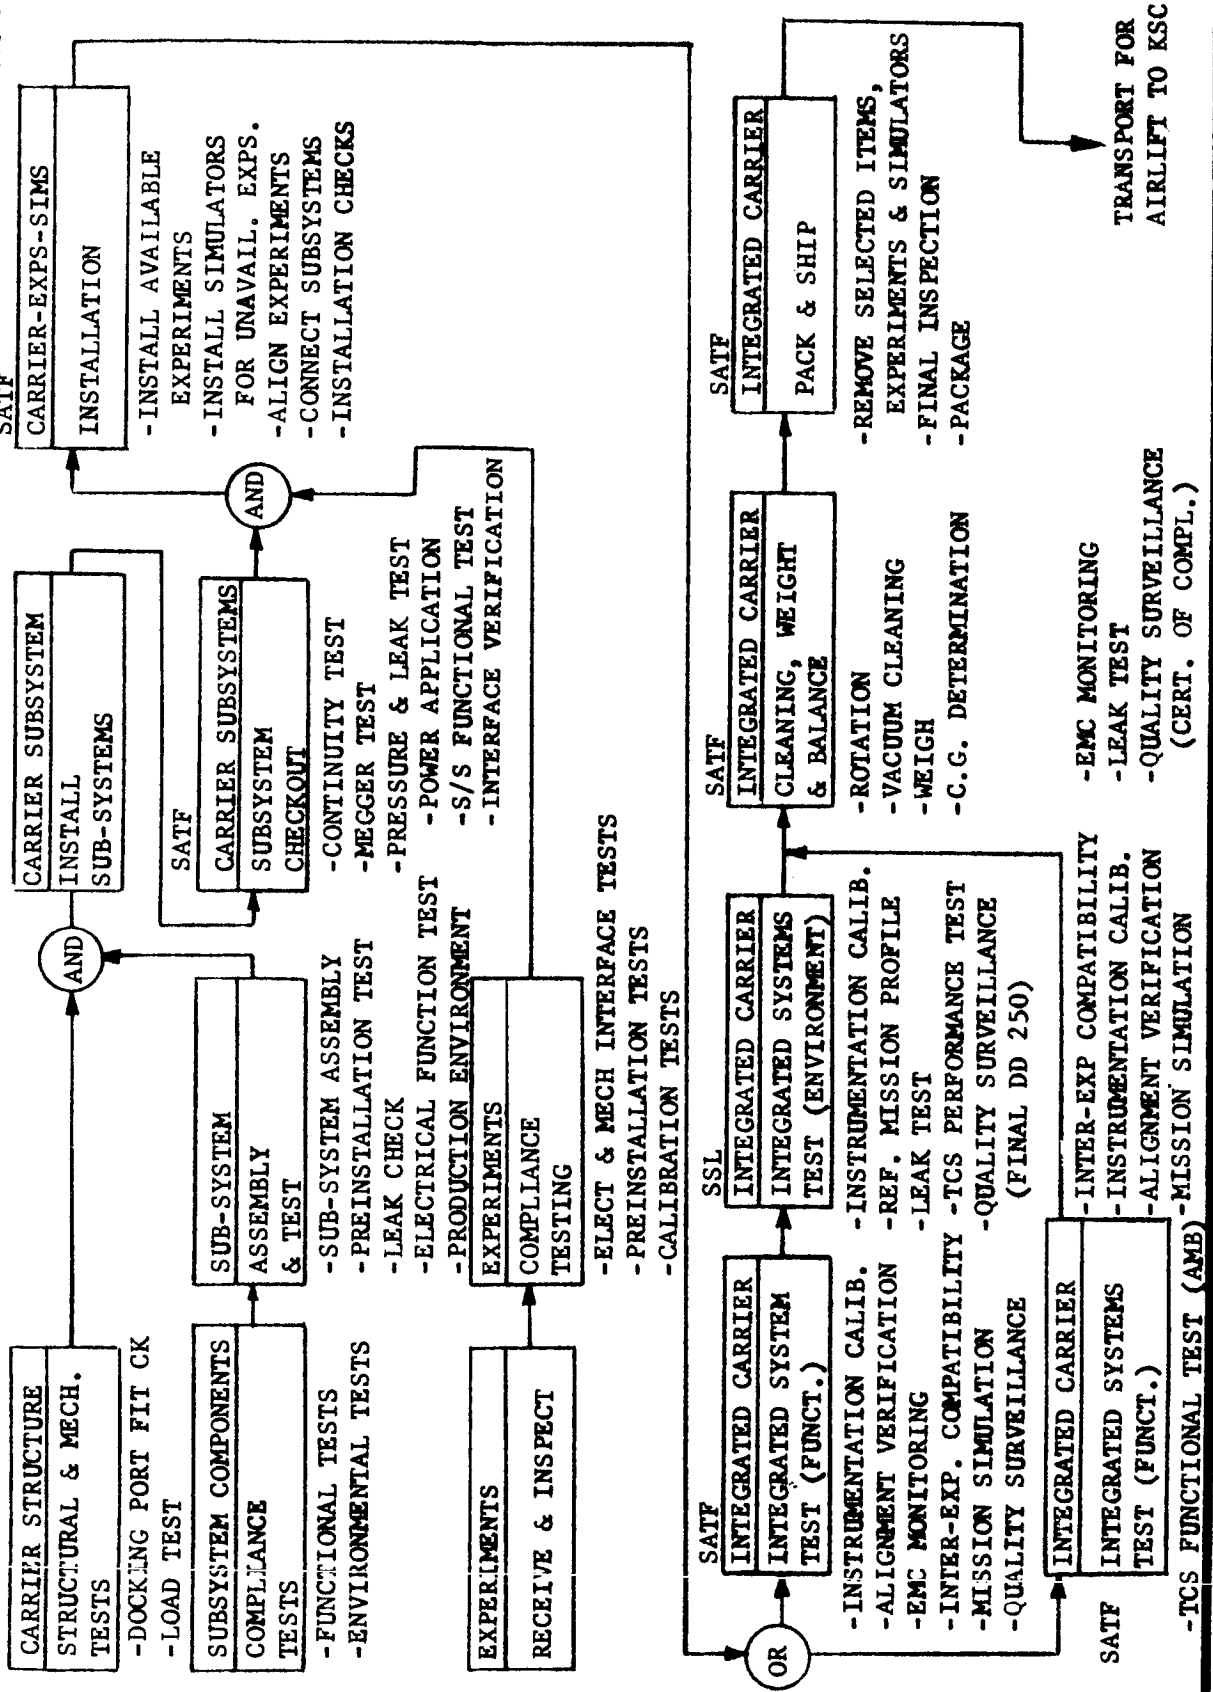 CARRIER STRUCTURE
STRUCTURAL & MECH.
TESTS
-DOCKING PORT FIT CK
-LOAD TEST
SUBSYSTEM COMPONENTS
COMPLIANCE
TESTS
-FUNCTIONAL TESTS
-ENVIRONMENTAL TESTS
EXPERIMENTS
RECEIVE & INSPECT
SUB-SYSTEM
ASSEMBLY
& TEST
-SUB-SYSTEM ASSEMBLY
-PREINSTALLATION TEST
-LEAK CHECK
-ELECTRICAL FUNCTION TEST
-PRODUCTION ENVIRONMENT
EXPERIMENTS
COMPLIANCE
TESTING
-ELECT & MECH INTERFACE TESTS
-PREINSTALLATION TESTS
-CALIBRATION TESTS
AND
CARRIER SUBSYSTEM
INSTALL
SUB-SYSTEMS
SATF
CARRIER SUBSYSTEMS
SUBSYSTEM
CHECKOUT
-CONTINUITY TEST
-MEGGER TEST
-PRESSURE & LEAK TEST
-POWER APPLICATION
-S/S FUNCTIONAL TEST
-INTERFACE VERIFICATION
AND
SATF
CARRIER-EXPS-SIMS
INSTALLATION
-INSTALL AVAILABLE
EXPERIMENTS
-INSTALL SIMULATORS
FOR UNAVAIL. EXPS.
-ALIGN EXPERIMENTS
-CONNECT SUBSYSTEMS
-INSTALLATION CHECKS
OR
SATF
INTEGRATED CARRIER
INTEGRATED SYSTEM
TEST (FUNCT.)
-INSTRUMENTATION CALIB.
-ALIGNMENT VERIFICATION
-EMC MONITORING
-INTER-EXP. COMPATIBILITY
-MISSION SIMULATION
-QUALITY SURVEILLANCE
SSL
INTEGRATED CARRIER
INTEGRATED SYSTEMS
TEST (ENVIRONMENT)
-INSTRUMENTATION CALIB.
-REF. MISSION PROFILE
-LEAK TEST
-TCS PERFORMANCE TEST
-QUALITY SURVEILLANCE
(FINAL DD 250)
SATF
INTEGRATED CARRIER
CLEANING, WEIGHT
& BALANCE
-ROTATION
-VACUUM CLEANING
-WEIGH
-C.G. DETERMINATION
SATF
INTEGRATED CARRIER
PACK & SHIP
-REMOVE SELECTED ITEMS,
EXPERIMENTS & SIMULATORS
-FINAL INSPECTION
-PACKAGE
TRANSPORT FOR
AIRLIFT TO KSC
SATF
INTEGRATED CARRIER
INTEGRATED SYSTEMS
TEST (FUNCT.)
-TCS FUNCTIONAL TEST (AMB)
-INTER-EXP COMPATIBILITY
-INSTRUMENTATION CALIB.
-ALIGNMENT VERIFICATION
-MISSION SIMULATION
-EMC MONITORING
-LEAK TEST
-QUALITY SURVEILLANCE
(CERT. OF COMPL.)